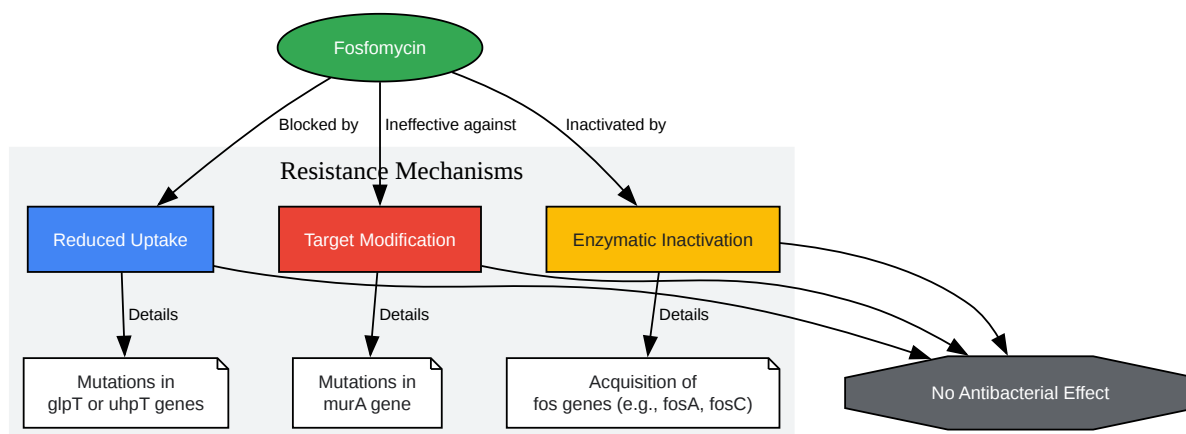 Fosfomycin
Blocked by
Ineffective against
Inactivated by
Resistance Mechanisms
Reduced Uptake
Target Modification
Enzymatic Inactivation
Details
Details
Details
Mutations in
glpT or uhpT genes
Mutations in
murA gene
Acquisition of
fos genes (e.g., fosA, fosC)
No Antibacterial Effect